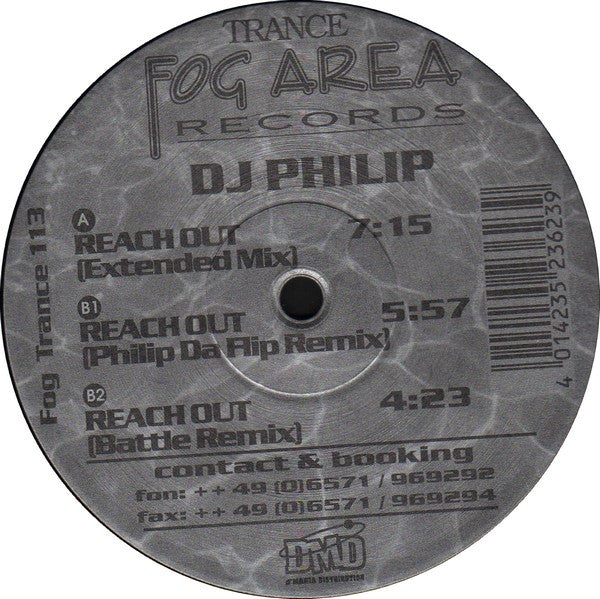 TRANCE
FOG AREA
RECORDS
DJ PHILIP
A
REACH OUT 7:15
(Extended Mix)
B1
REACH OUT 5:57
(Philip Da Flip Remix)
B2
REACH OUT 4:23
(Battle Remix)
contact & booking
fon: ++49 (0)6571 / 969292
fax: ++49 (0)6571 / 969294
DMD
d'MANIA DISTRIBUTION
Fog Trance 113
4 014235 236239